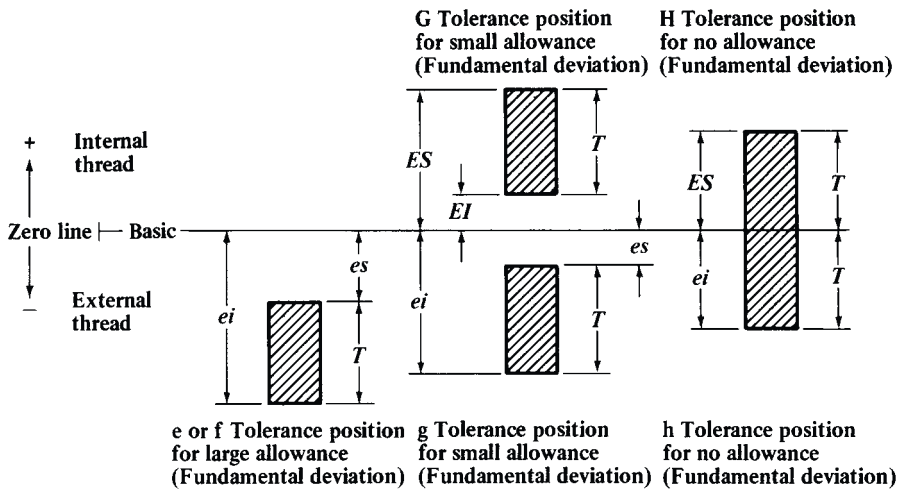 G Tolerance position
for small allowance
(Fundamental deviation)
H Tolerance position
for no allowance
(Fundamental deviation)
+ Internal
thread
ES
T
EI
ES
T
Zero line
Basic
es
es
ei
ei
ei
T
− External
thread
T
T
e or f Tolerance position
for large allowance
(Fundamental deviation)
g Tolerance position
for small allowance
(Fundamental deviation)
h Tolerance position
for no allowance
(Fundamental deviation)